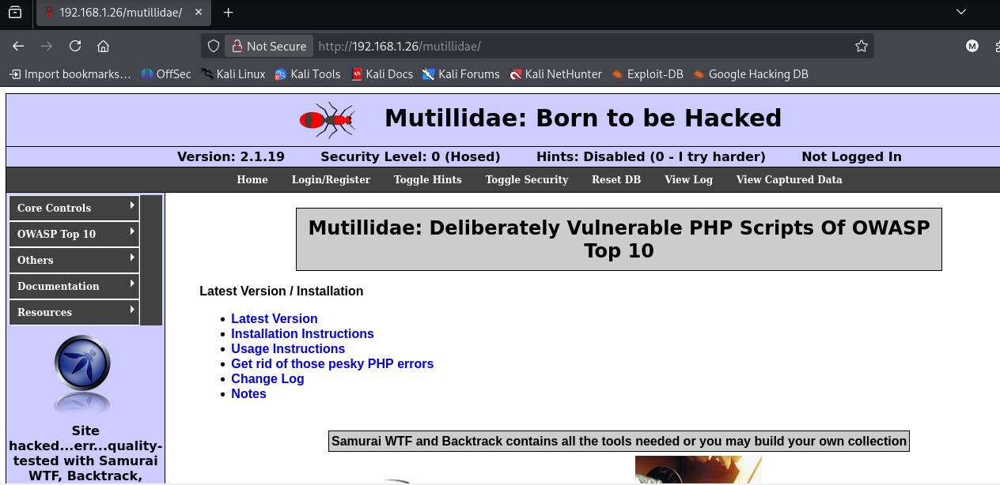 192.168.1.26/mutillidae/
Not Secure http://192.168.1.26/mutillidae/ M
Import bookmarks... OffSec Kali Linux Kali Tools Kali Docs Kali Forums Kali NetHunter Exploit-DB Google Hacking DB
Mutillidae: Born to be Hacked
Version: 2.1.19 Security Level: 0 (Hosed) Hints: Disabled (0 - I try harder) Not Logged In
Home Login/Register Toggle Hints Toggle Security Reset DB View Log View Captured Data
Core Controls
OWASP Top 10
Others
Documentation
Resources
Site
hacked...err...quality-
tested with Samurai
WTF, Backtrack,
Mutillidae: Deliberately Vulnerable PHP Scripts Of OWASP
Top 10
Latest Version / Installation
Latest Version
Installation Instructions
Usage Instructions
Get rid of those pesky PHP errors
Change Log
Notes
Samurai WTF and Backtrack contains all the tools needed or you may build your own collection